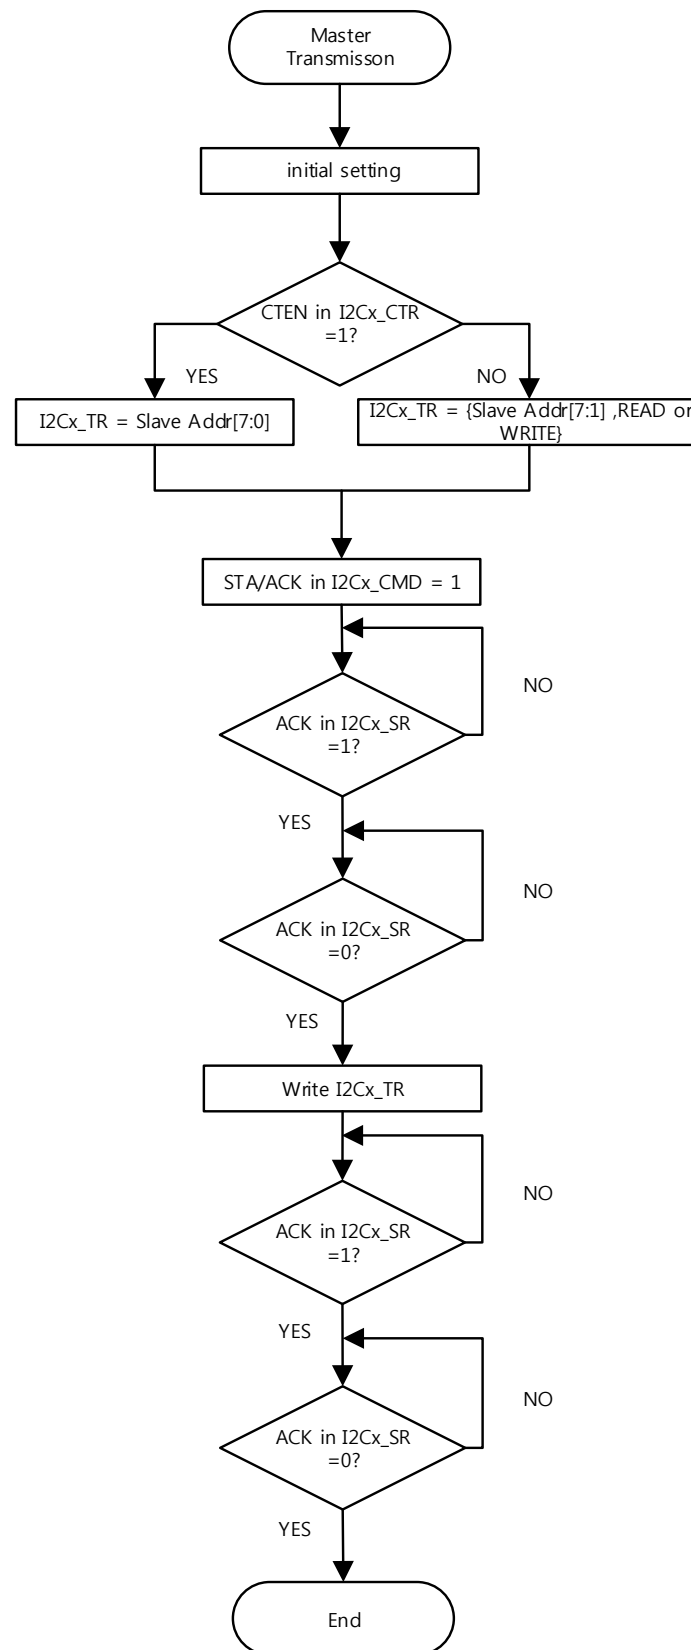 Master
Transmisson
initial setting
CTEN in I2Cx_CTR
=1?
YES
NO
I2Cx_TR = Slave Addr[7:0]
I2Cx_TR = {Slave Addr[7:1] ,READ or
WRITE}
STA/ACK in I2Cx_CMD = 1
NO
ACK in I2Cx_SR
=1?
YES
NO
ACK in I2Cx_SR
=0?
YES
Write I2Cx_TR
NO
ACK in I2Cx_SR
=1?
YES
NO
ACK in I2Cx_SR
=0?
YES
End